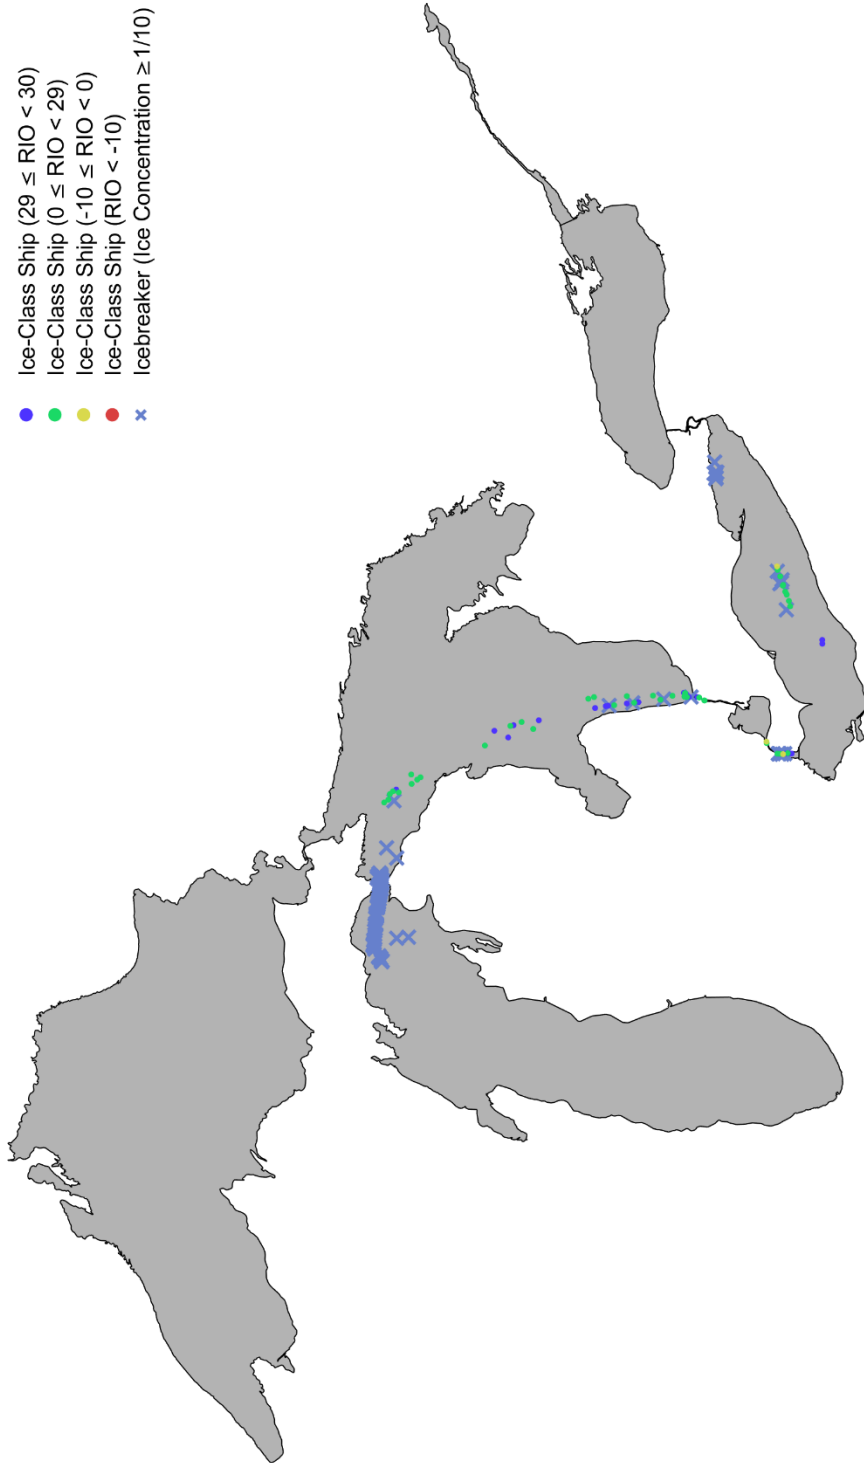 Ice-Class Ship (29 ≤ RIO < 30)
Ice-Class Ship (0 ≤ RIO < 29)
Ice-Class Ship (-10 ≤ RIO < 0)
Ice-Class Ship (RIO < -10)
Icebreaker (Ice Concentration ≥ 1/10)